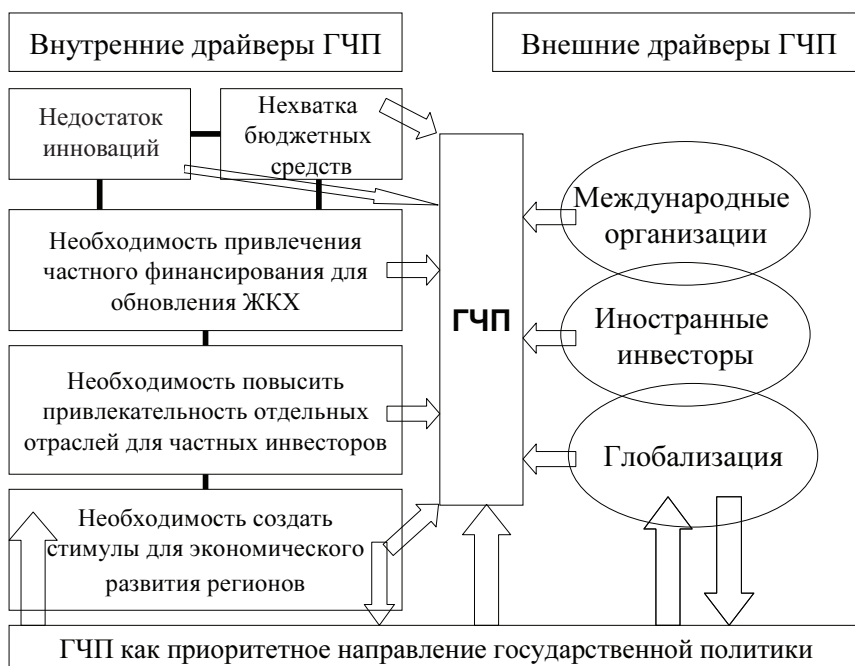 Внутренние драйверы ГЧП
Внешние драйверы ГЧП
Недостаток
инноваций
Нехватка
бюджетных
средств
Необходимость привлечения
частного финансирования для
обновления ЖКХ
Необходимость повысить
привлекательность отдельных
отраслей для частных инвесторов
Необходимость создать
стимулы для экономического
развития регионов
ГЧП
Международные
организации
Иностранные
инвесторы
Глобализация
ГЧП как приоритетное направление государственной политики